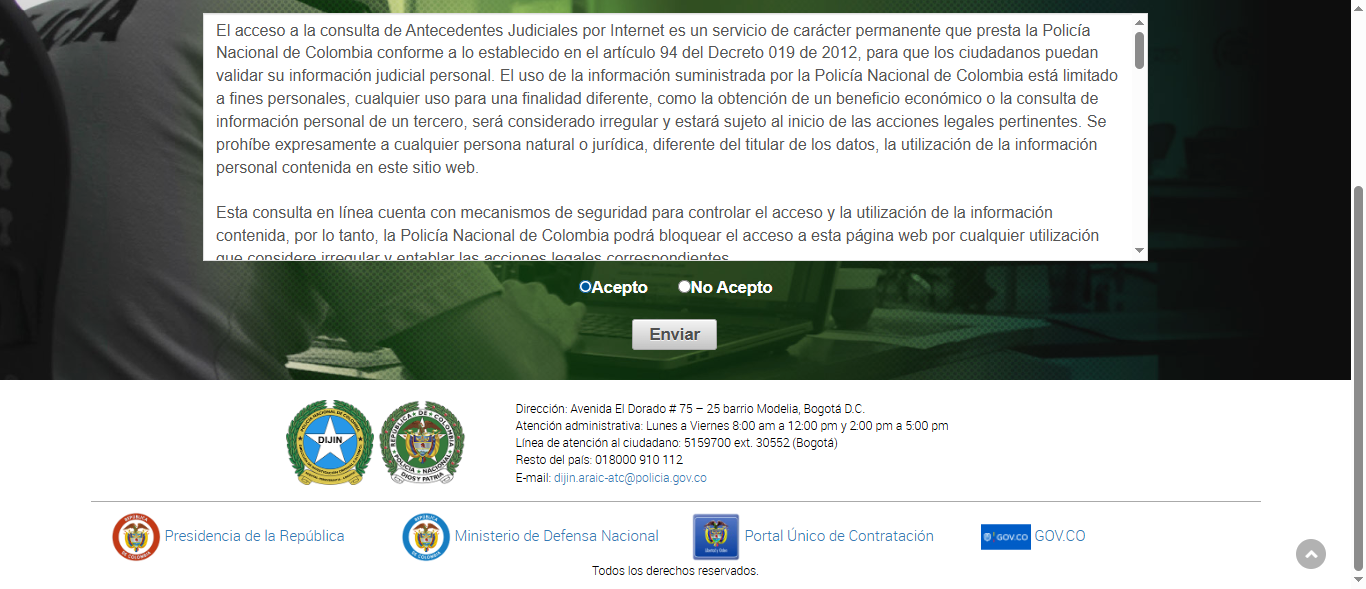 El acceso a la consulta de Antecedentes Judiciales por Internet es un servicio de carácter permanente que presta la Policía
Nacional de Colombia conforme a lo establecido en el artículo 94 del Decreto 019 de 2012, para que los ciudadanos puedan
validar su información judicial personal. El uso de la información suministrada por la Policía Nacional de Colombia está limitado
a fines personales, cualquier uso para una finalidad diferente, como la obtención de un beneficio económico o la consulta de
información personal de un tercero, será considerado irregular y estará sujeto al inicio de las acciones legales pertinentes. Se
prohíbe expresamente a cualquier persona natural o jurídica, diferente del titular de los datos, la utilización de la información
personal contenida en este sitio web.
Esta consulta en línea cuenta con mecanismos de seguridad para controlar el acceso y la utilización de la información
contenida, por lo tanto, la Policía Nacional de Colombia podrá bloquear el acceso a esta página web por cualquier utilización
que considere irregular y entablar las acciones legales correspondientes.
Acepto No Acepto
Enviar
DIJIN
Dirección: Avenida El Dorado # 75 – 25 barrio Modelia, Bogotá D.C.
Atención administrativa: Lunes a Viernes 8:00 am a 12:00 pm y 2:00 pm a 5:00 pm
Línea de atención al ciudadano: 5159700 ext. 30552 (Bogotá)
Resto del país: 018000 910 112
E-mail: dijin.araic-atc@policia.gov.co
Presidencia de la República
Ministerio de Defensa Nacional
Portal Único de Contratación
GOV.CO GOV.CO
Todos los derechos reservados.